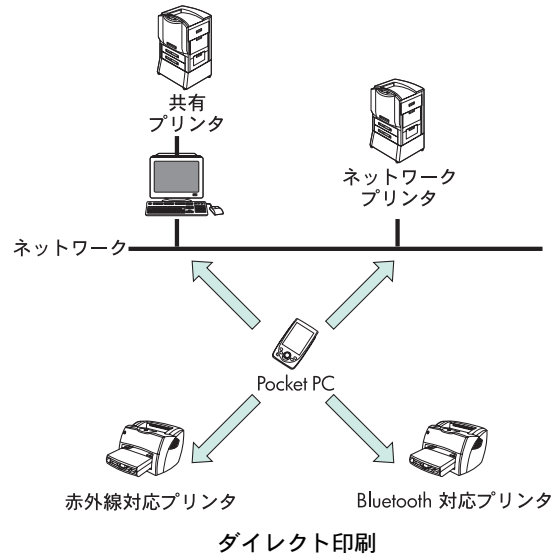 共有
プリンタ
ネットワーク
プリンタ
ネットワーク
Pocket PC
赤外線対応プリンタ
Bluetooth 対応プリンタ
ダイレクト印刷